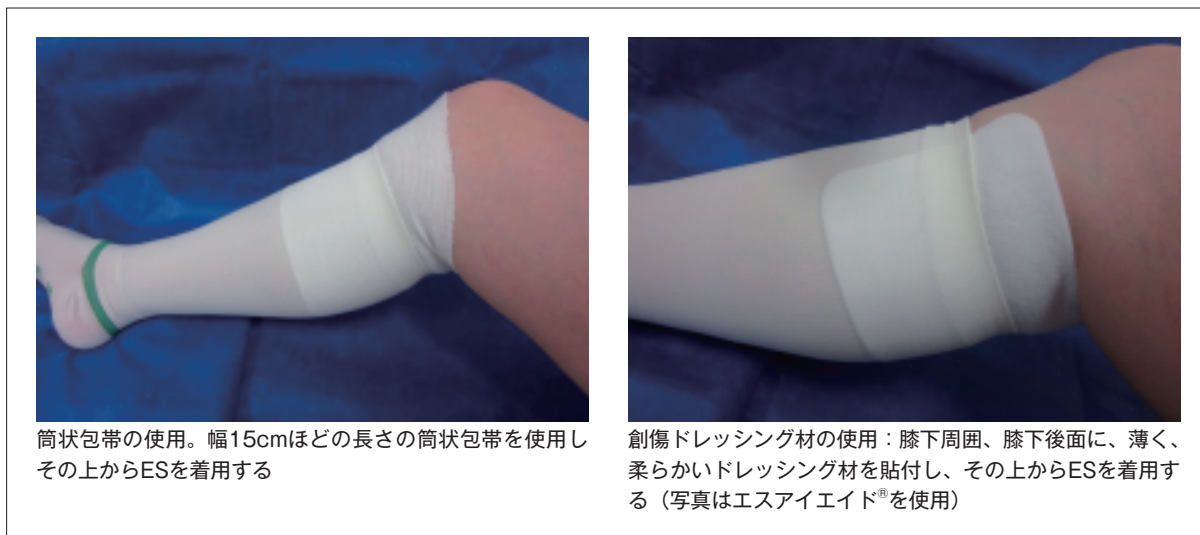 筒状包帯の使用。幅15cmほどの長さの筒状包帯を使用し
その上からESを着用する
創傷ドレッシング材の使用：膝下周囲、膝下後面に、薄く、
柔らかいドレッシング材を貼付し、その上からESを着用す
る（写真はエスアイエイド®を使用）